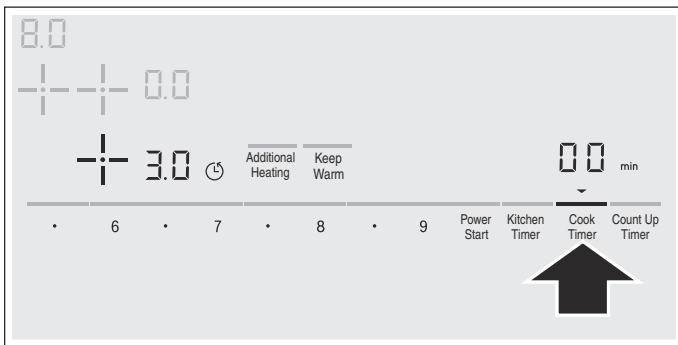 8.0
0.0
3.0 Additional Heating Keep Warm 00 min
· 6 · 7 · 8 · 9 Power Start Kitchen Timer Cook Timer Count Up Timer